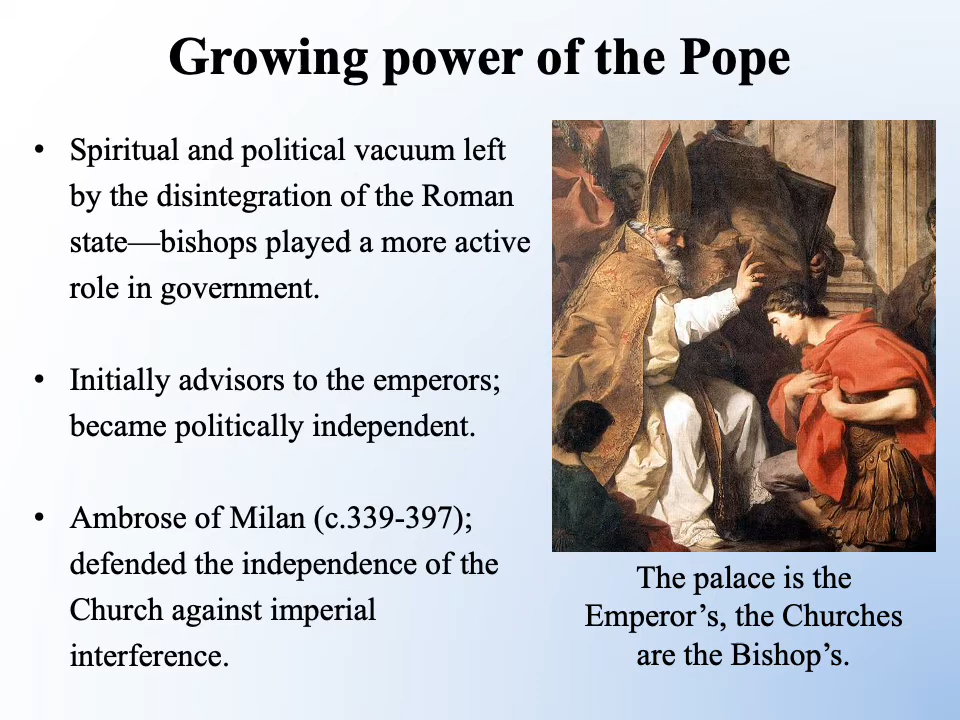 Growing power of the Pope
• Spiritual and political vacuum left
by the disintegration of the Roman
state—bishops played a more active
role in government.
• Initially advisors to the emperors;
became politically independent.
• Ambrose of Milan (c.339-397);
defended the independence of the
Church against imperial
interference.
The palace is the
Emperor’s, the Churches
are the Bishop’s.